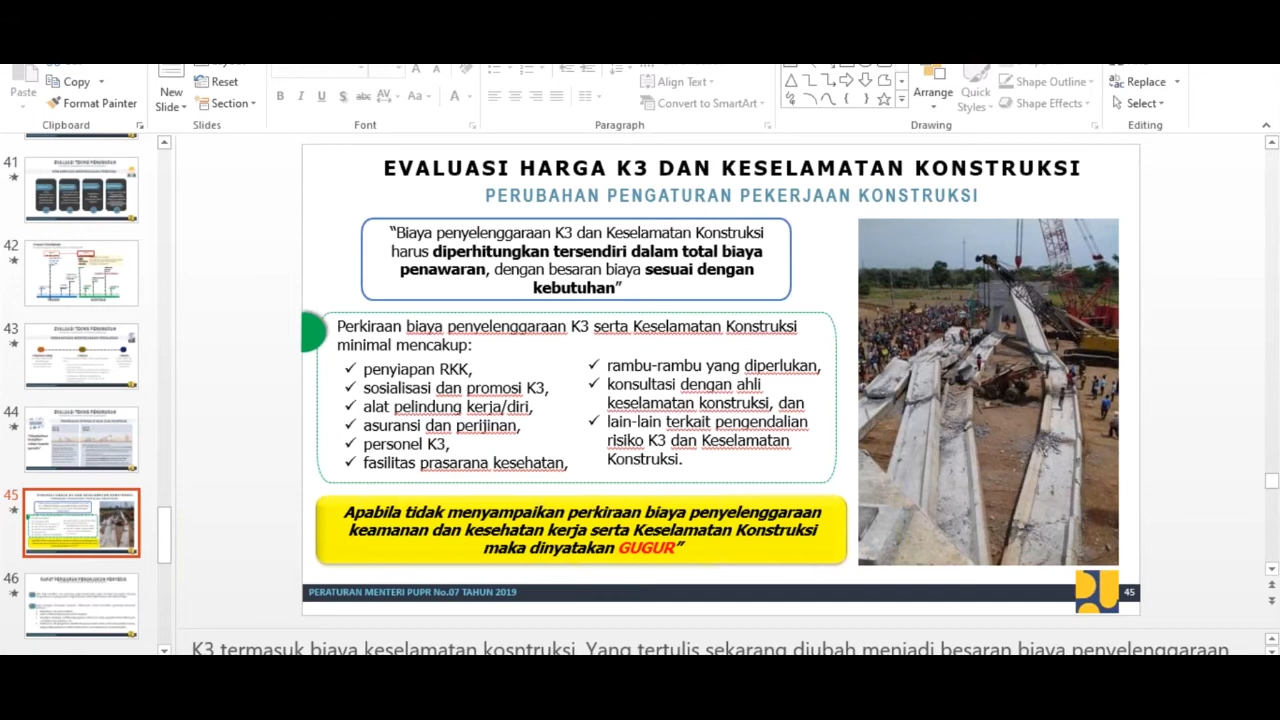 Copy
Reset
Align Text
Shape Outline
Replace
Paste
New
Slide
Format Painter
Section
B I U S abc AV Aa A
Convert to SmartArt
Arrange
Quick
Styles
Shape Effects
Select
Clipboard
Slides
Font
Paragraph
Drawing
Editing
41
42
43
44
45
46
EVALUASI HARGA K3 DAN KESELAMATAN KONSTRUKSI
PERUBAHAN PENGATURAN PEKERJAAN KONSTRUKSI
“Biaya penyelenggaraan K3 dan Keselamatan Konstruksi
harus diperhitungkan tersendiri dalam total biaya
penawaran, dengan besaran biaya sesuai dengan
kebutuhan”
Perkiraan biaya penyelenggaraan K3 serta Keselamatan Konstruksi
minimal mencakup:
penyiapan RKK,
✓ sosialisasi dan promosi K3,
✓ alat pelindung kerja/diri,
✓ asuransi dan perijinan,
✓ personel K3,
✓ fasilitas prasarana kesehatan,
✓ rambu-rambu yang diperlukan,
✓ konsultasi dengan ahli
keselamatan konstruksi, dan
✓ lain-lain terkait pengendalian
risiko K3 dan Keselamatan
Konstruksi.
Apabila tidak menyampaikan perkiraan biaya penyelenggaraan
keamanan dan kesehatan kerja serta Keselamatan Konstruksi
maka dinyatakan GUGUR”
PERATURAN MENTERI PUPR No.07 TAHUN 2019
45
K3 termasuk biaya keselamatan kosntruksi. Yang tertulis sekarang diubah menjadi besaran biaya penyelenggaraan